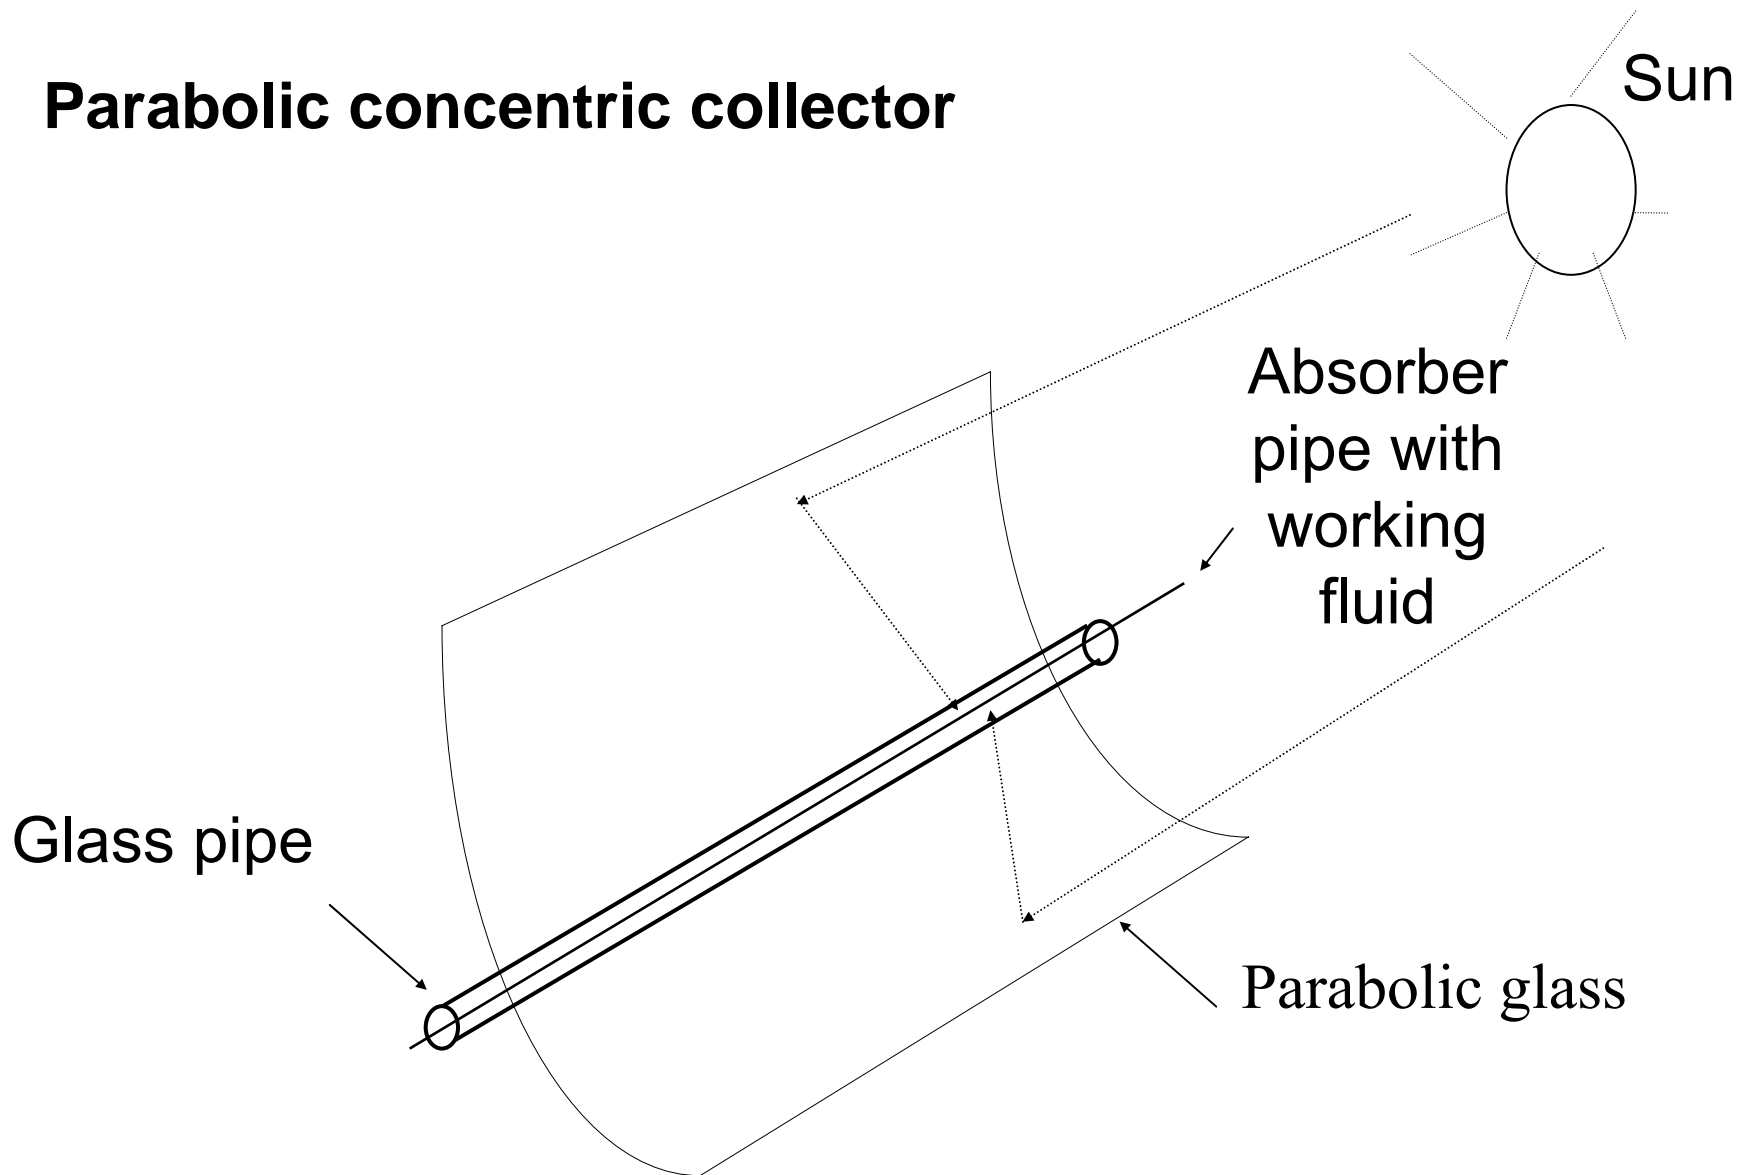 Parabolic concentric collector
Sun
Absorber
pipe with
working
fluid
Glass pipe
Parabolic glass